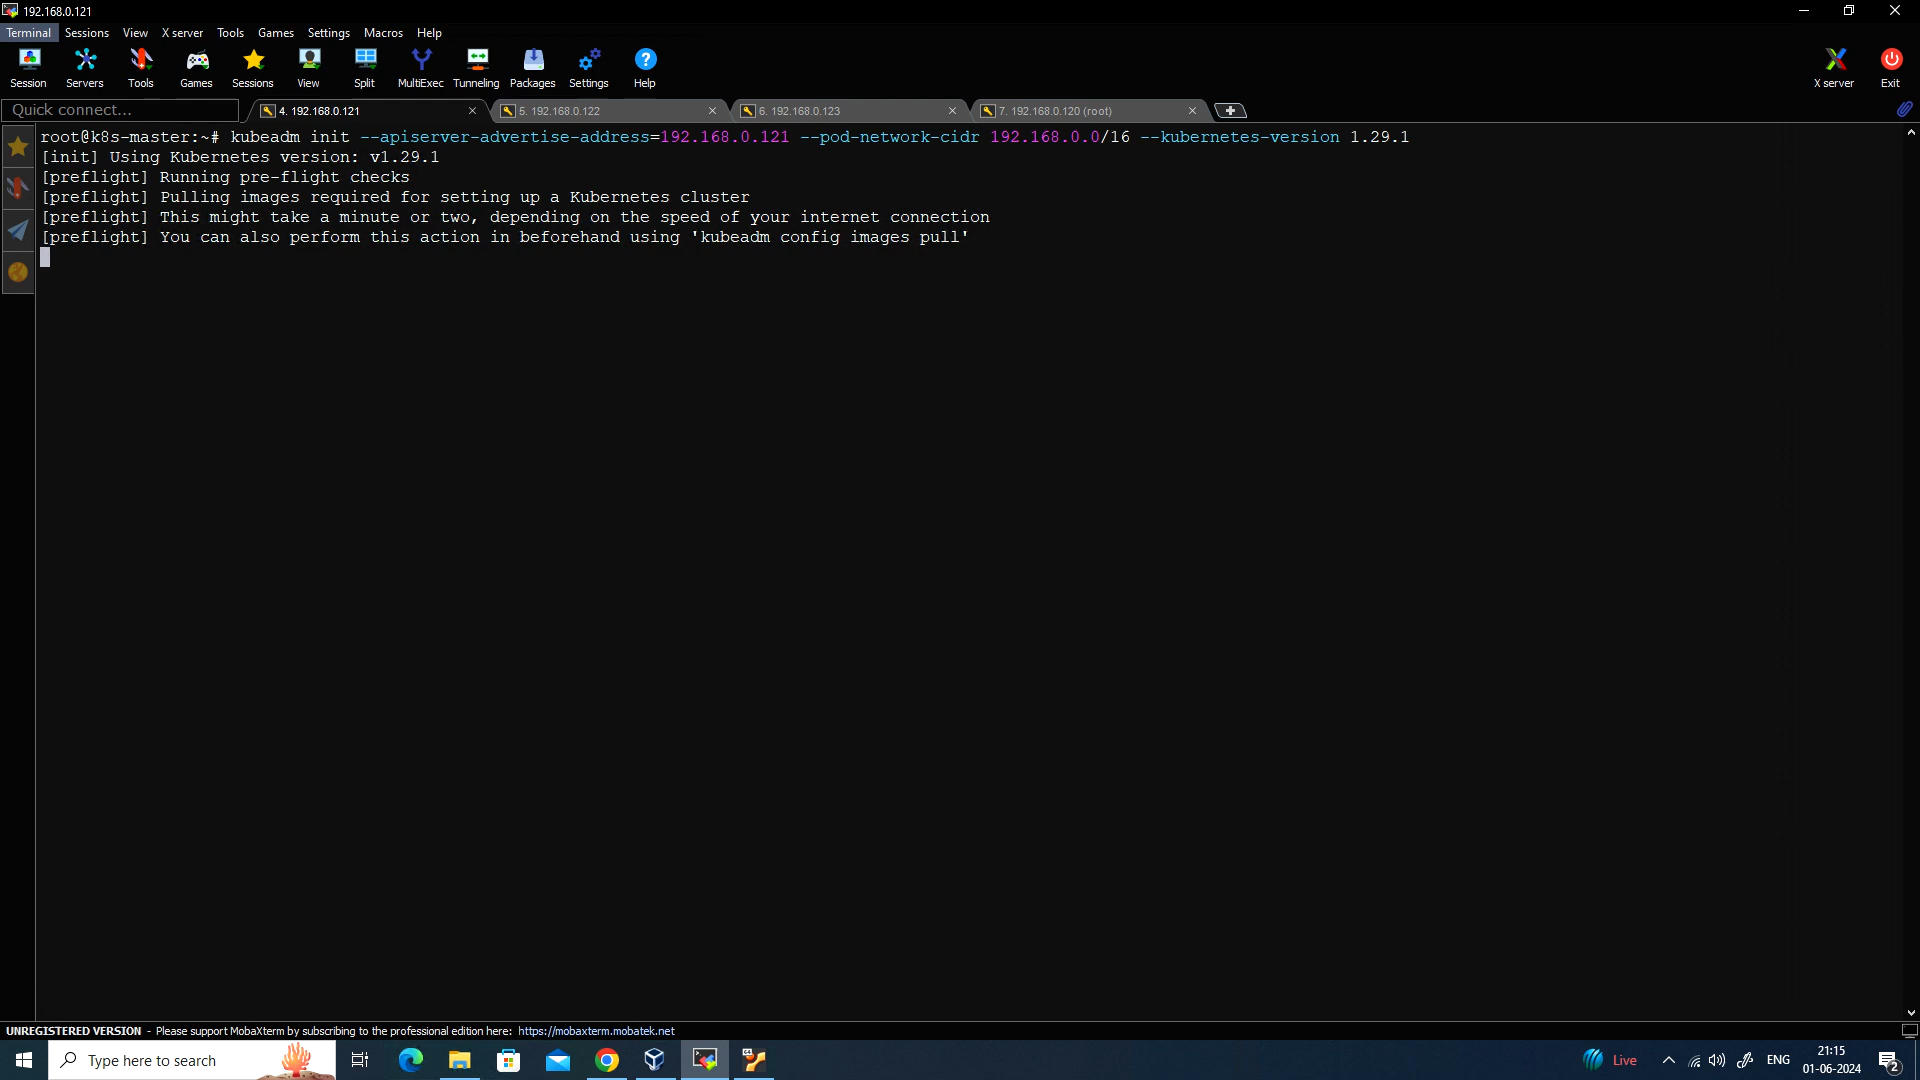 192.168.0.121
Terminal Sessions View X server Tools Games Settings Macros Help
Session Servers Tools Games Sessions View Split MultiExec Tunneling Packages Settings Help X server Exit
Quick connect... 4. 192.168.0.121 5. 192.168.0.122 6. 192.168.0.123 7. 192.168.0.120 (root)
root@k8s-master:~# kubeadm init --apiserver-advertise-address=192.168.0.121 --pod-network-cidr 192.168.0.0/16 --kubernetes-version 1.29.1
[init] Using Kubernetes version: v1.29.1
[preflight] Running pre-flight checks
[preflight] Pulling images required for setting up a Kubernetes cluster
[preflight] This might take a minute or two, depending on the speed of your internet connection
[preflight] You can also perform this action in beforehand using 'kubeadm config images pull'
UNREGISTERED VERSION - Please support MobaXterm by subscribing to the professional edition here: https://mobaxterm.mobatek.net
Type here to search Live ENG 21:15
01-06-2024 2